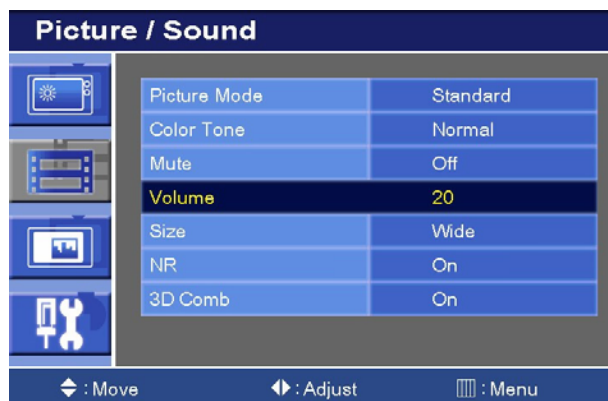 Picture / Sound
Picture Mode Standard
Color Tone Normal
Mute Off
Volume 20
Size Wide
NR On
3D Comb On
: Move : Adjust : Menu